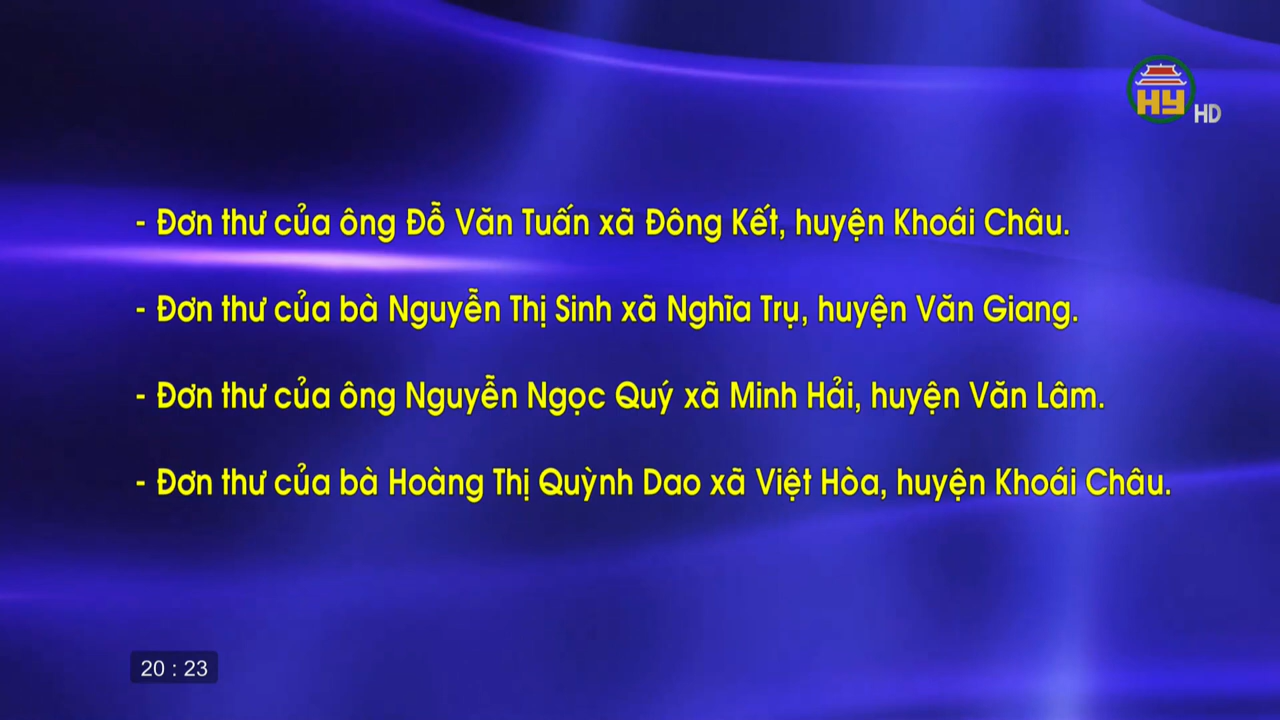 HY HD
- Đơn thư của ông Đỗ Văn Tuấn xã Đông Kết, huyện Khoái Châu.
- Đơn thư của bà Nguyễn Thị Sinh xã Nghĩa Trụ, huyện Văn Giang.
- Đơn thư của ông Nguyễn Ngọc Quý xã Minh Hải, huyện Văn Lâm.
- Đơn thư của bà Hoàng Thị Quỳnh Dao xã Việt Hòa, huyện Khoái Châu.
20 : 23